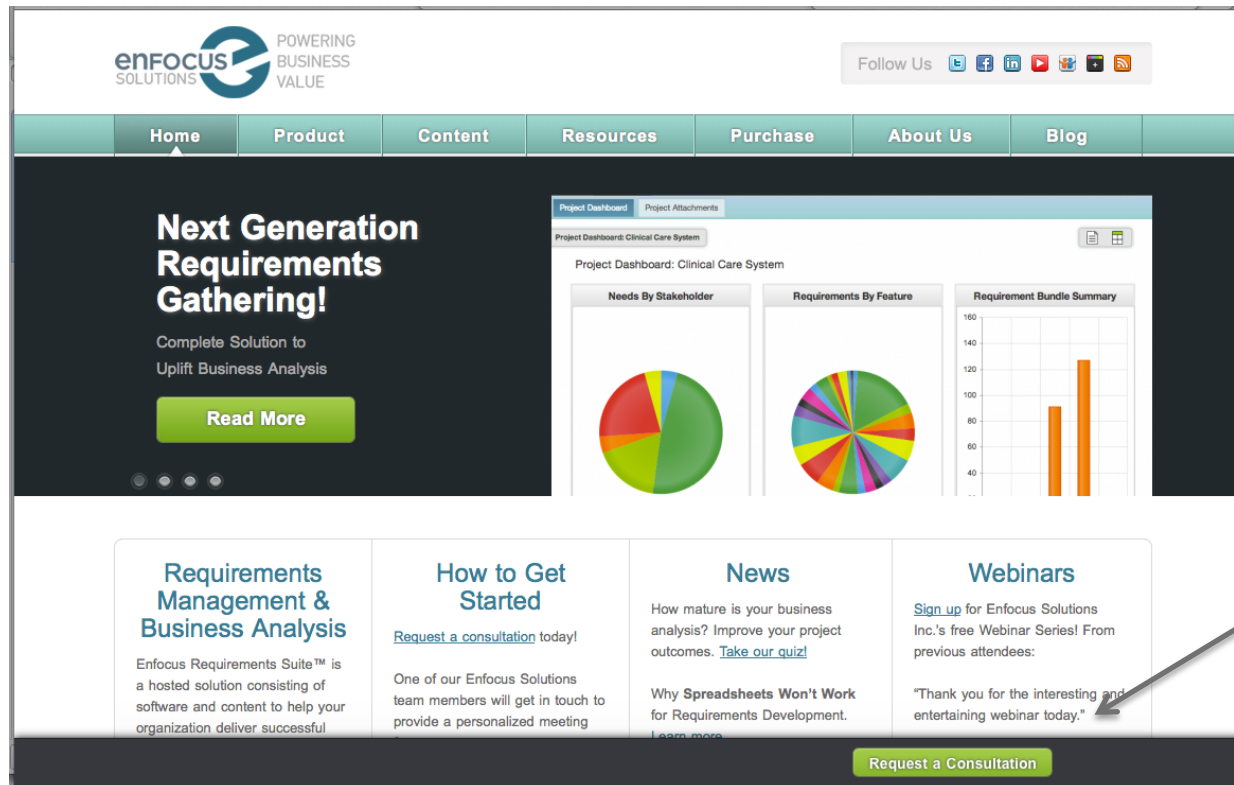 enFOCUS
SOLUTIONS
POWERING
BUSINESS
VALUE
Follow Us
Home Product Content Resources Purchase About Us Blog
Next Generation
Requirements
Gathering!
Complete Solution to
Uplift Business Analysis
Read More
Project Dashboard Project Attachments
Project Dashboard: Clinical Care System
Project Dashboard: Clinical Care System
Needs By Stakeholder
Requirements By Feature
Requirement Bundle Summary
160
140
120
100
80
60
40
Requirements
Management &
Business Analysis
Enfocus Requirements Suite™ is
a hosted solution consisting of
software and content to help your
organization deliver successful
How to Get
Started
Request a consultation today!
One of our Enfocus Solutions
team members will get in touch to
provide a personalized meeting
News
How mature is your business
analysis? Improve your project
outcomes. Take our quiz!
Why Spreadsheets Won't Work
for Requirements Development.
Learn more
Webinars
Sign up for Enfocus Solutions
Inc.'s free Webinar Series! From
previous attendees:
“Thank you for the interesting and
entertaining webinar today.”
Request a Consultation